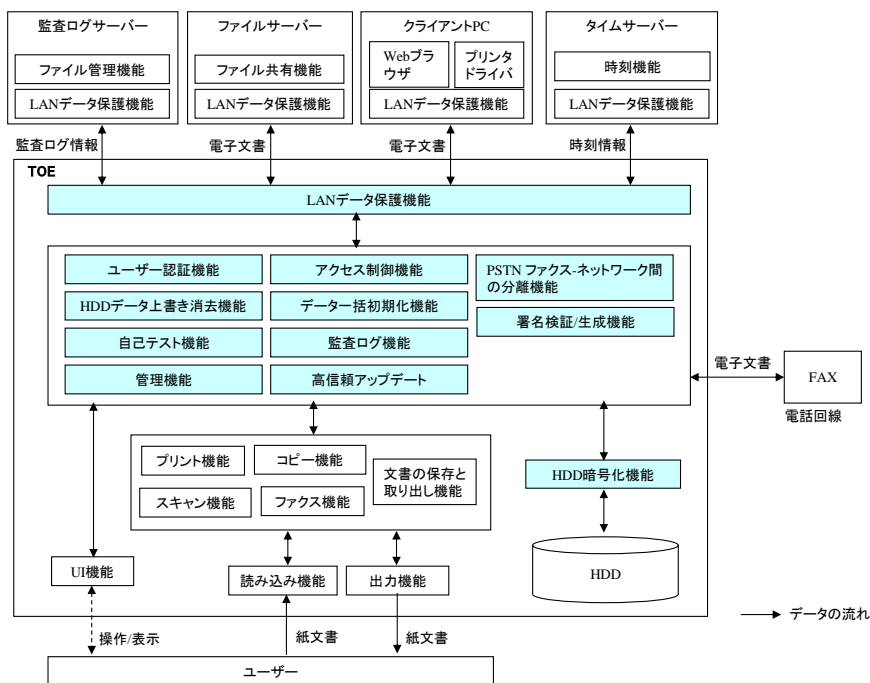 監査ログサーバー
ファイルサーバー
クライアントPC
タイムサーバー
ファイル管理機能
ファイル共有機能
Webブラ
ウザ
プリンタ
ドライバ
時刻機能
LANデータ保護機能
LANデータ保護機能
LANデータ保護機能
LANデータ保護機能
監査ログ情報
電子文書
電子文書
時刻情報
TOE
LANデータ保護機能
ユーザー認証機能
アクセス制御機能
PSTN ファクス-ネットワーク間
の分離機能
HDDデータ上書き消去機能
データ一括初期化機能
署名検証/生成機能
自己テスト機能
監査ログ機能
管理機能
高信頼アップデート
電子文書
FAX
電話回線
プリント機能
コピー機能
文書の保存と
取り出し機能
スキャン機能
ファクス機能
HDD暗号化機能
UI機能
読み込み機能
出力機能
HDD
データの流れ
操作/表示
紙文書
紙文書
ユーザー